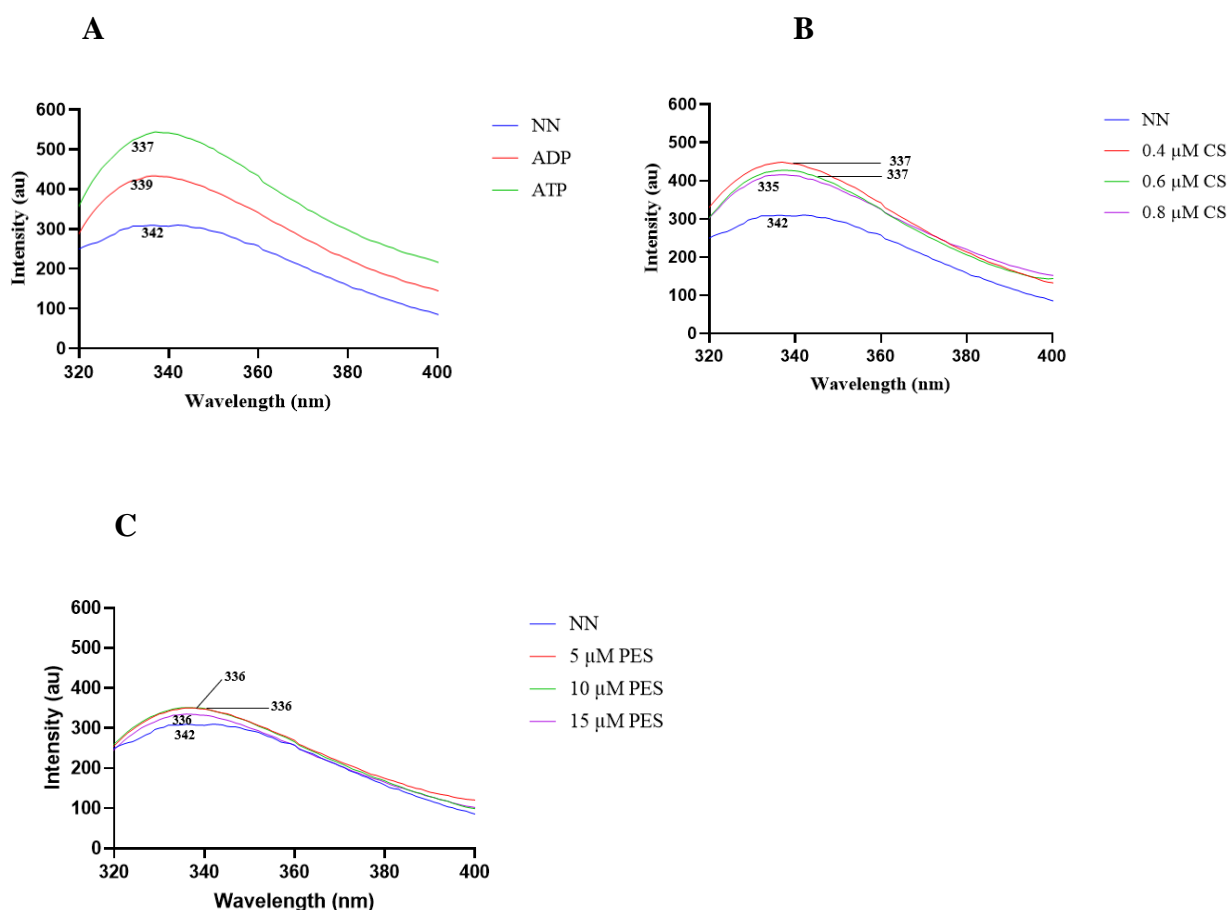 A
600
500
400
300
200
100
0
320
340
360
380
400
Intensity (au)
Wavelength (nm)
337
339
342
NN
ADP
ATP
B
600
500
400
300
200
100
0
320
340
360
380
400
Intensity (au)
Wavelength (nm)
337
337
335
342
NN
0.4 µM CS
0.6 µM CS
0.8 µM CS
C
600
500
400
300
200
100
0
320
340
360
380
400
Intensity (au)
Wavelength (nm)
336
336
336
342
NN
5 µM PES
10 µM PES
15 µM PES